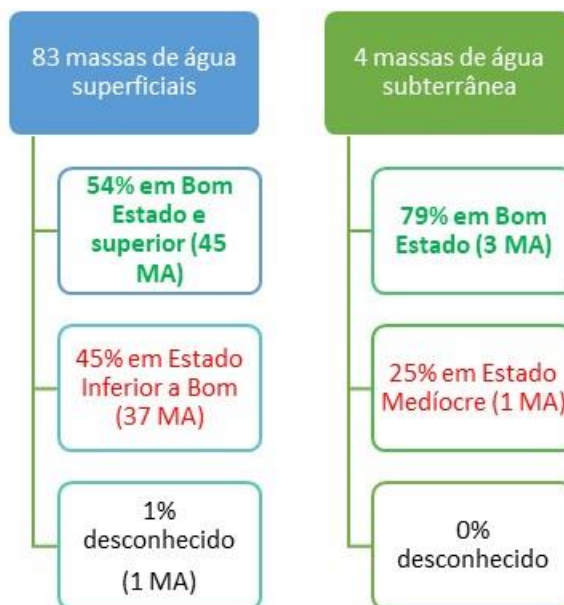 83 massas de água
superficiais
54% em Bom
Estado e
superior (45
MA)
45% em Estado
Inferior a Bom
(37 MA)
1%
desconhecido
(1 MA)
4 massas de água
subterrânea
79% em Bom
Estado (3 MA)
25% em Estado
Medíocre (1 MA)
0%
desconhecido